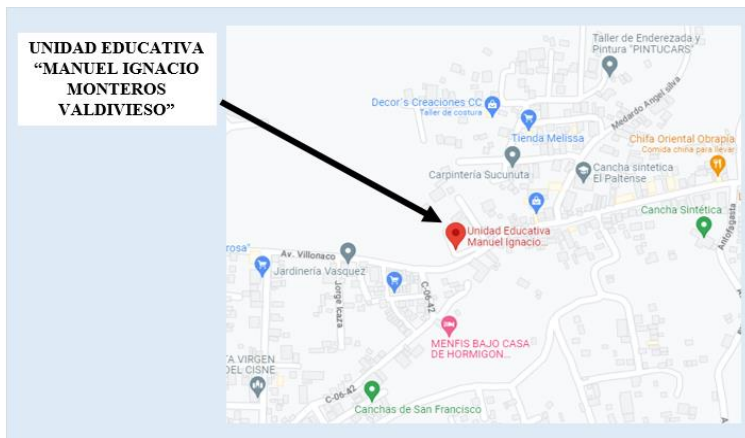 UNIDAD EDUCATIVA
“MANUEL IGNACIO
MONTEROS
VALDIVIESO”
Taller de Enderezada y
Pintura "PINTUCARS"
Decor´s Creaciones CC
Taller de costura
Medardo Angel silva
Tienda Melissa
Chifa Oriental Obrapia
Comida china para llevar
Carpintería Sucunuta
Cancha sintetica
El Paltense
Cancha Sintética
Antofagasta
Unidad Educativa
Manuel Ignacio...
rosa"
Av. Villonaco
Jardinería Vasquez
Jorge Icaza
C-06-42
MENFIS BAJO CASA
DE HORMIGON...
TA VIRGEN
DEL CISNE
C-06-42
Canchas de San Francisco